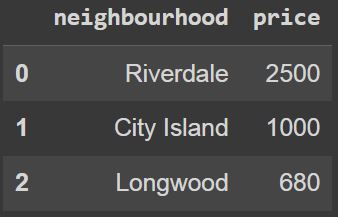 neighbourhood price
0 Riverdale 2500
1 City Island 1000
2 Longwood 680